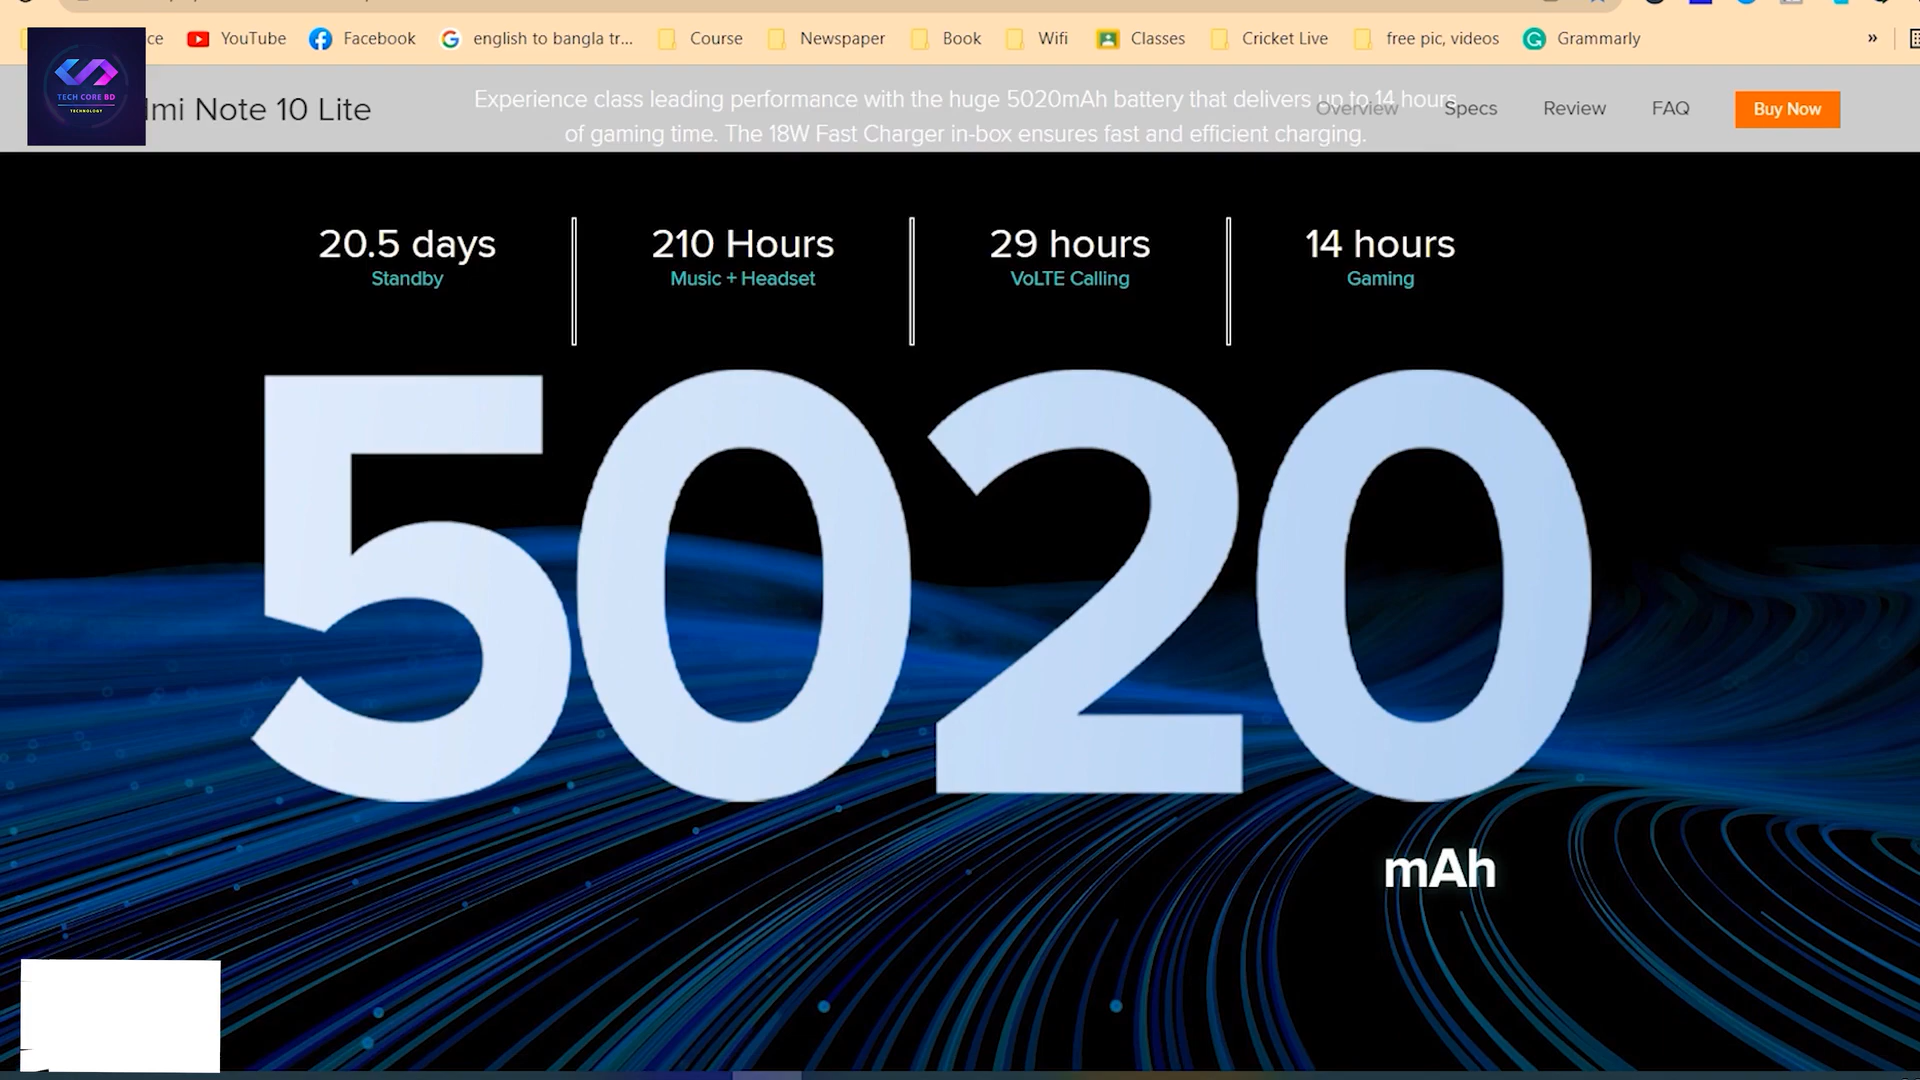 ce YouTube Facebook english to bangla tr... Course Newspaper Book Wifi Classes Cricket Live free pic, videos Grammarly »
TECH CORE BD
TECHNOLOGY
mi Note 10 Lite
Overview Specs Review FAQ Buy Now
Experience class leading performance with the huge 5020mAh battery that delivers up to 14 hours
of gaming time. The 18W Fast Charger in-box ensures fast and efficient charging.
20.5 days 210 Hours 29 hours 14 hours
Standby Music + Headset VoLTE Calling Gaming
5020
mAh